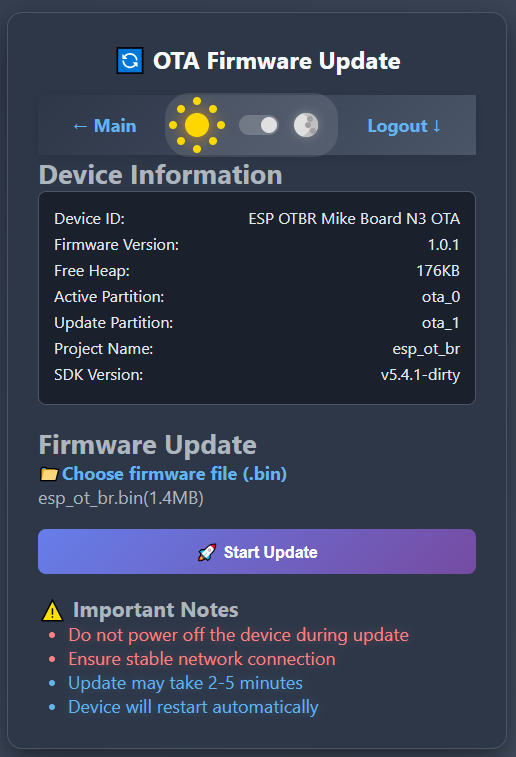 OTA Firmware Update
← Main
Logout ↓
Device Information
Device ID: ESP OTBR Mike Board N3 OTA
Firmware Version: 1.0.1
Free Heap: 176KB
Active Partition: ota_0
Update Partition: ota_1
Project Name: esp_ot_br
SDK Version: v5.4.1-dirty
Firmware Update
Choose firmware file (.bin)
esp_ot_br.bin(1.4MB)
Start Update
Important Notes
Do not power off the device during update
Ensure stable network connection
Update may take 2-5 minutes
Device will restart automatically